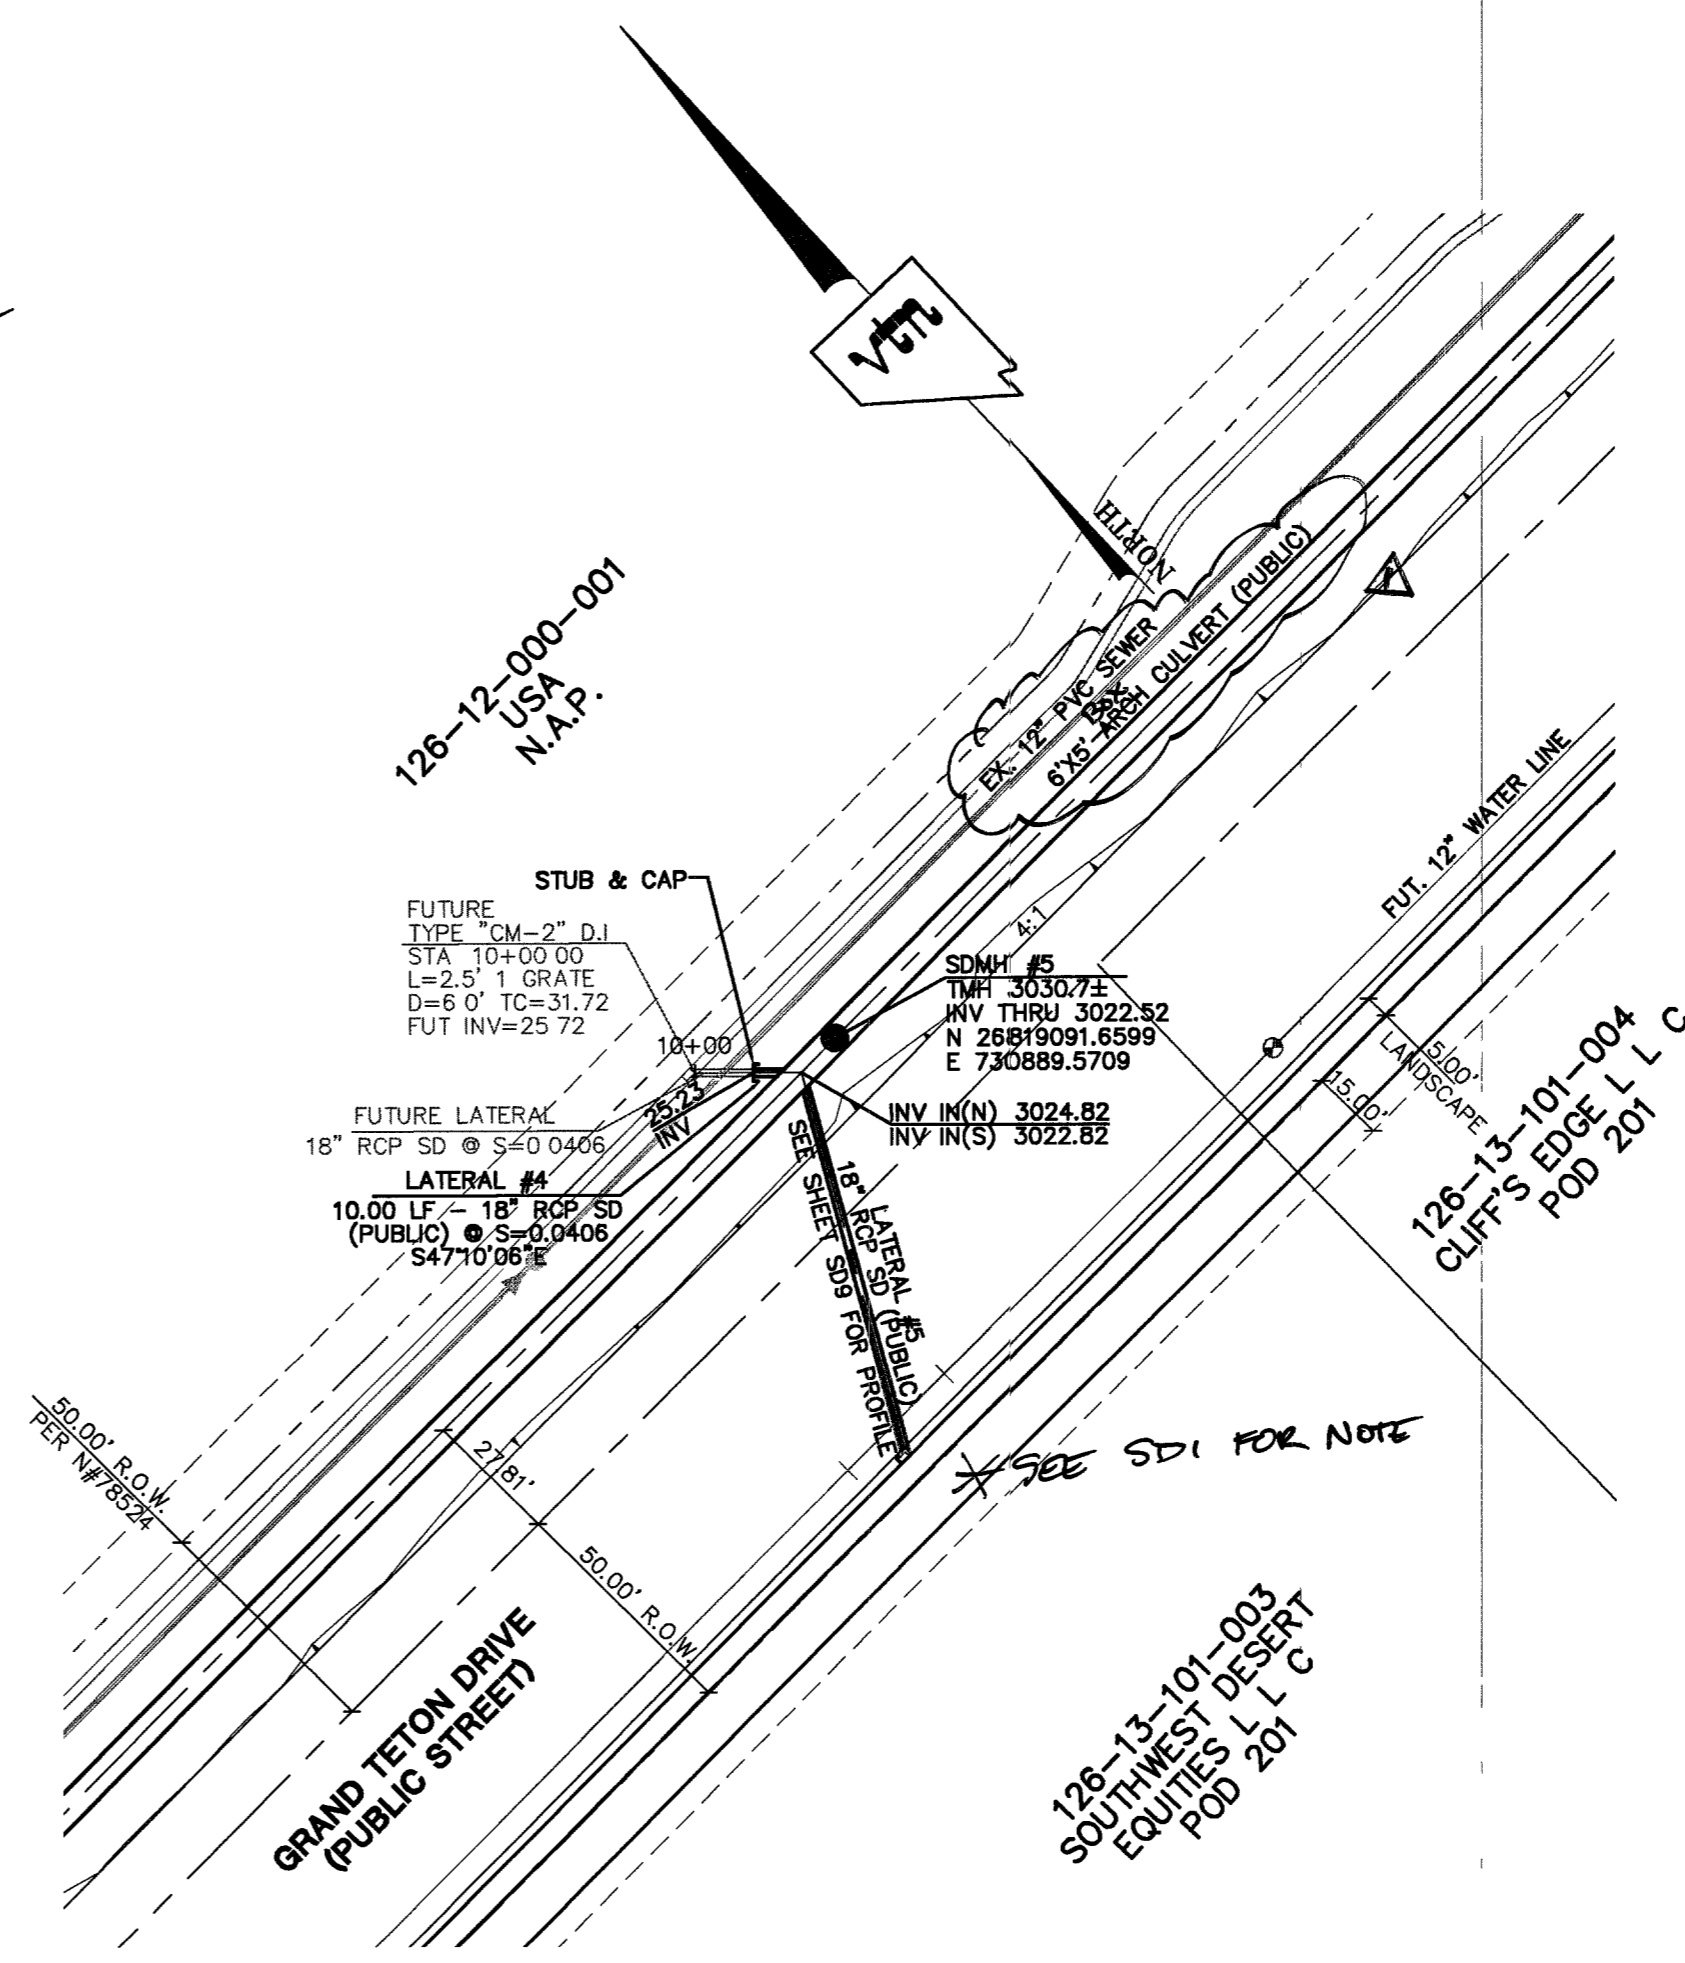 vtn
NORTH
126-12-000-001
USA
N.A.P.
EX. 12" PVC SEWER
6'X5' ARCH CULVERT (PUBLIC)
FUT. 12" WATER LINE
STUB & CAP
FUTURE
TYPE "CM-2" D.I
STA 10+00 00
L=2.5' 1 GRATE
D=6 0' TC=31.72
FUT INV=25 72
4:1
SDMH #5
TMH 3030.7±
INV THRU 3022.52
N 26819091.6599
E 730889.5709
10+00
25.23
INV
INV IN(N) 3024.82
INV IN(S) 3022.82
FUTURE LATERAL
18" RCP SD @ S=0 0406
LATERAL #4
10.00 LF - 18" RCP SD
(PUBLIC) @ S=0.0406
S47°10'06"E
LATERAL #5
18" RCP SD (PUBLIC)
SEE SHEET SD9 FOR PROFILE
5.00'
LANDSCAPE
15.00'
126-13-101-004
CLIFF'S EDGE L L C
POD 201
SEE SD1 FOR NOTE
50.00' R.O.W.
PER N#78524
27.81'
50.00' R.O.W.
GRAND TETON DRIVE
(PUBLIC STREET)
126-13-101-003
SOUTHWEST DESERT
EQUITIES L L C
POD 201